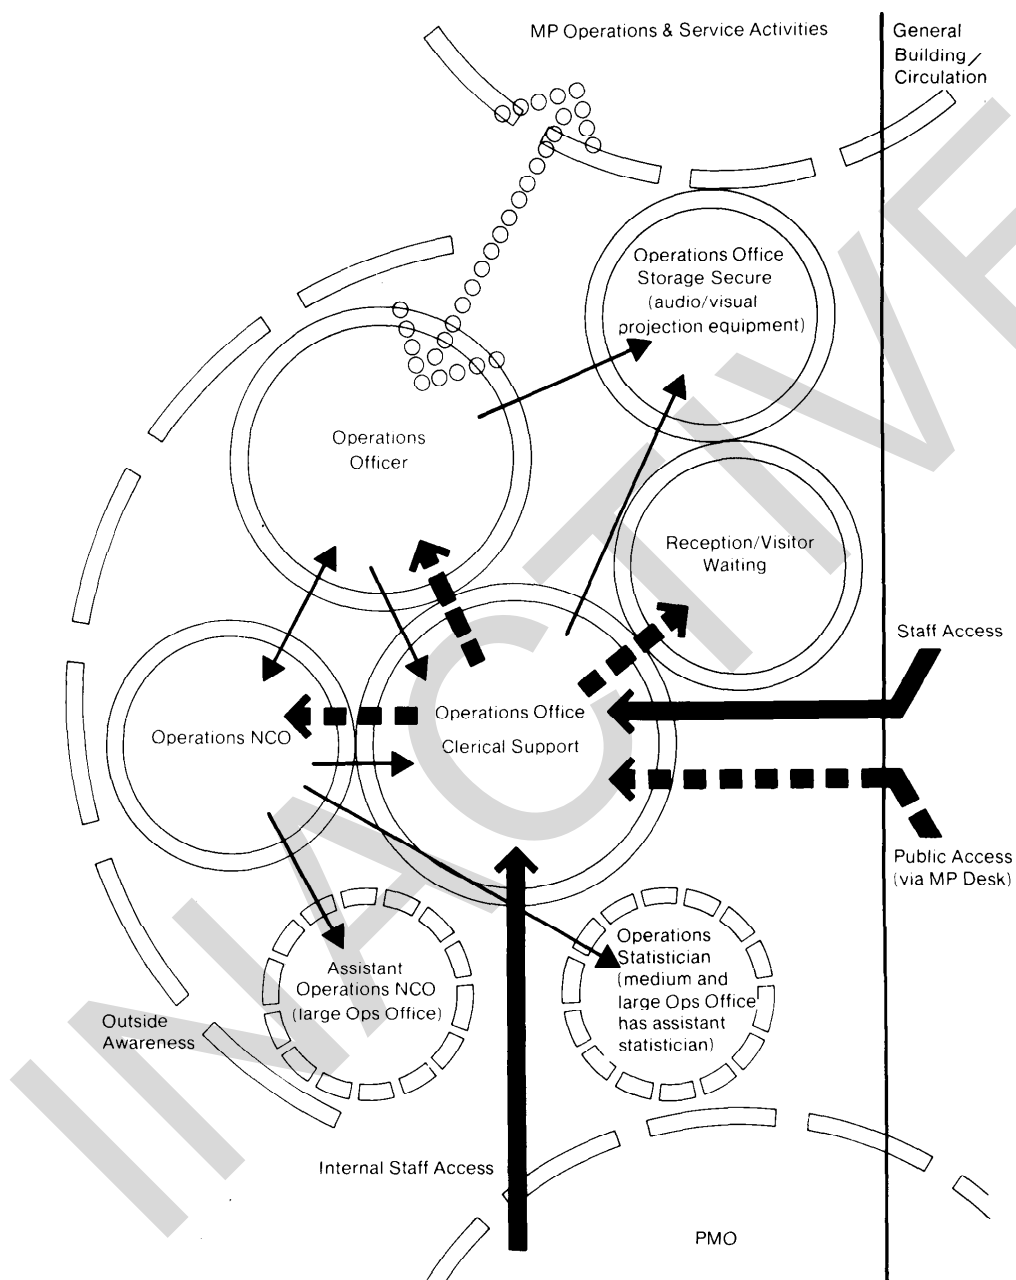 MP Operations & Service Activities
General
Building/
Circulation
Operations Office
Storage Secure
(audio/visual
projection equipment)
Operations
Officer
Reception/Visitor
Waiting
Staff Access
Operations Office
Clerical Support
Operations NCO
Public Access
(via MP Desk)
Operations
Statistician
(medium and
large Ops Office
has assistant
statistician)
Assistant
Operations NCO
(large Ops Office)
Outside
Awareness
Internal Staff Access
PMO
INACTIVE